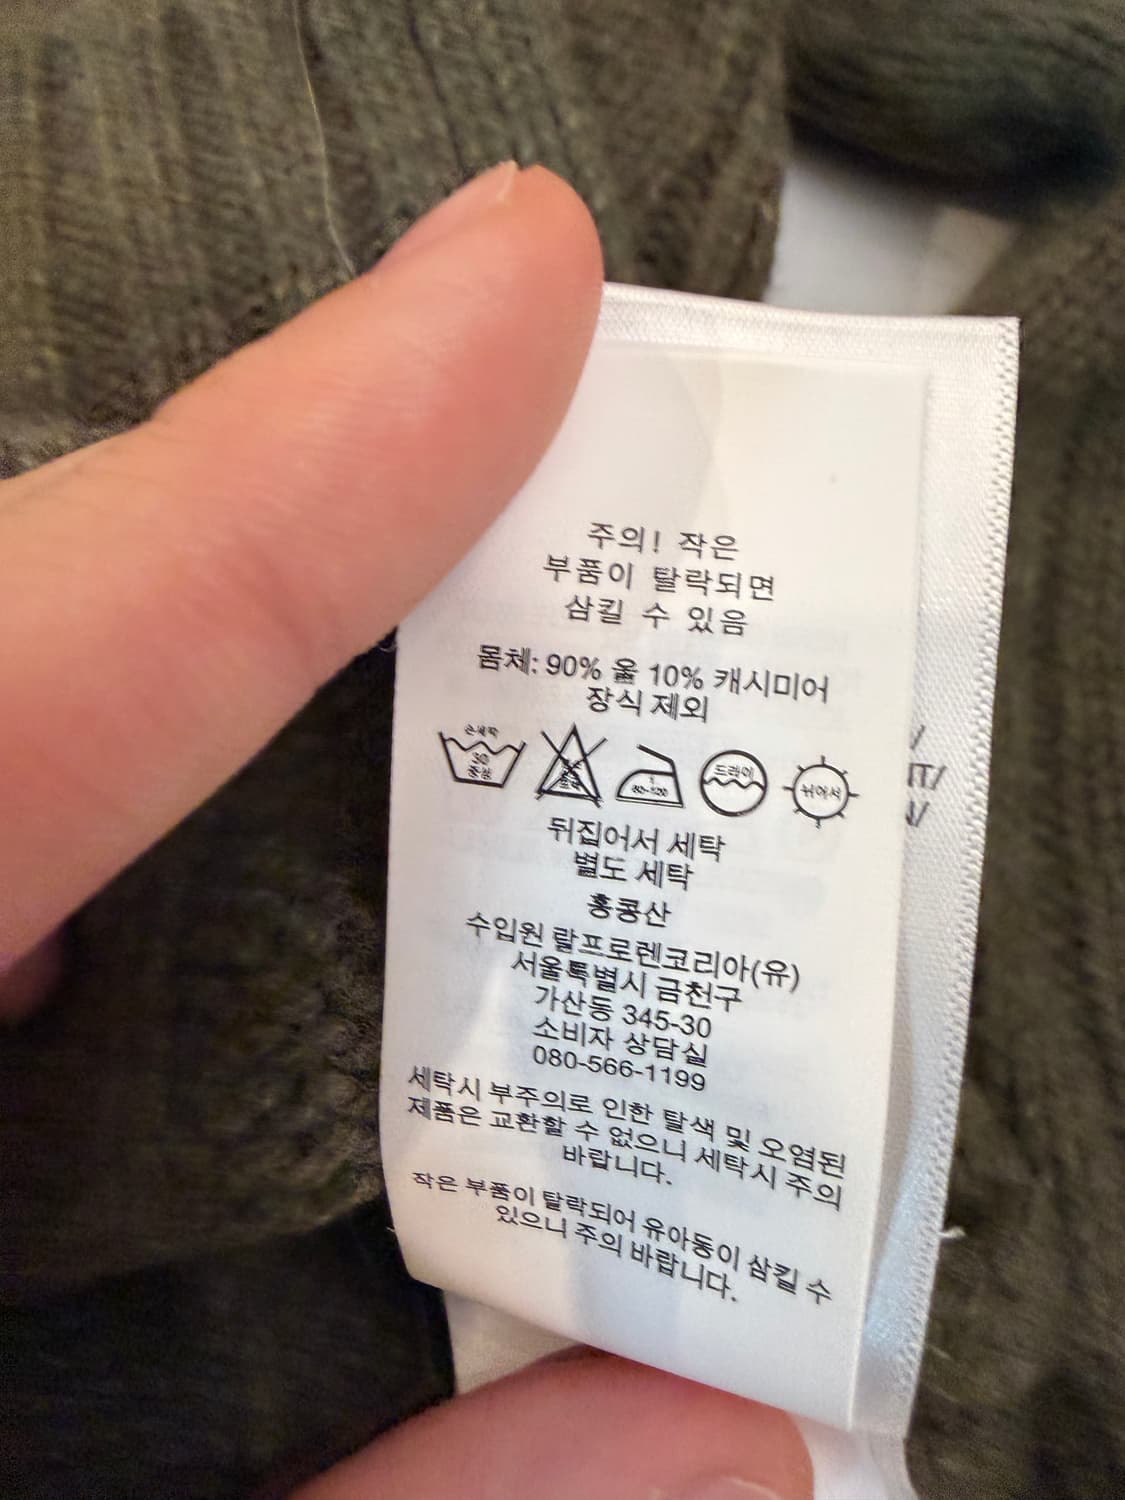 주의! 작은
부품이 탈락되면
삼킬 수 있음
몸체: 90% 울 10% 캐시미어
장식 제외
손세탁
30
중성
1
80-120
드라이
뉘어서
뒤집어서 세탁
별도 세탁
홍콩산
수입원 랄프로렌코리아(유)
서울특별시 금천구
가산동 345-30
소비자 상담실
080-566-1199
세탁시 부주의로 인한 탈색 및 오염된
제품은 교환할 수 없으니 세탁시 주의
바랍니다.
작은 부품이 탈락되어 유아동이 삼킬 수
있으니 주의 바랍니다.